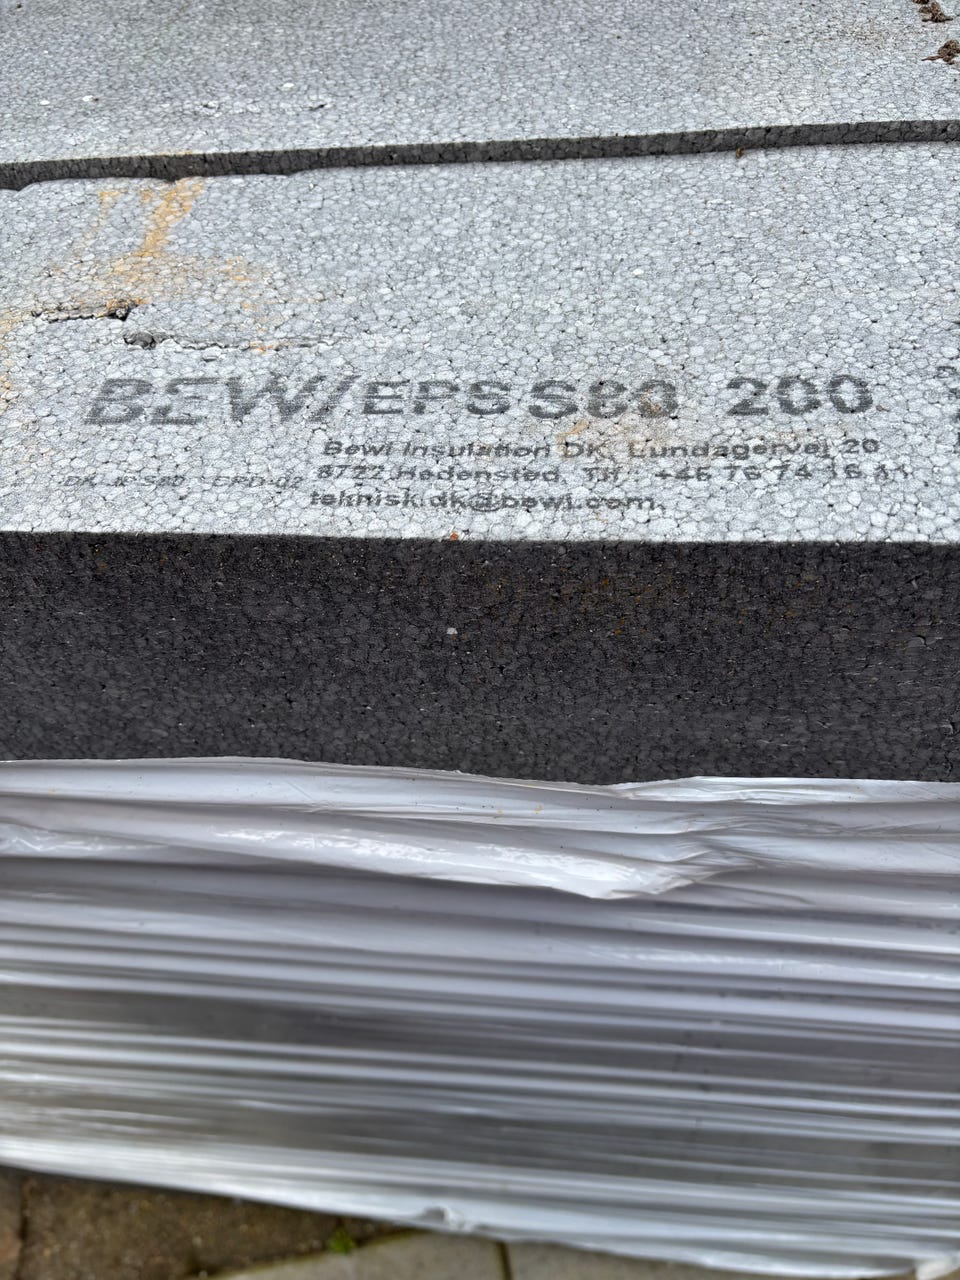 BEWI EPS S80 200
Bewi Insulation DK, Lundagervej 20
8722 Hedensted, Tlf.: +45 76 74 16 11
teknisk.dk@bewi.com